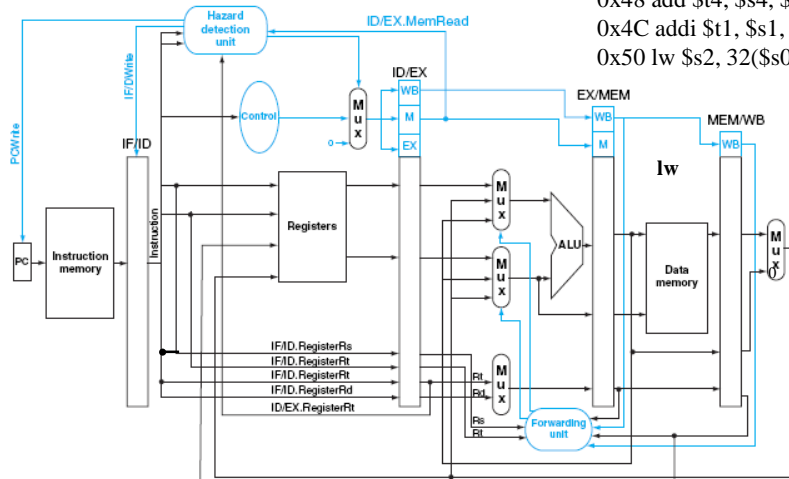 0x48 add $t4, $s4, $
0x4C addi $t1, $s1,
0x50 lw $s2, 32($s0
Hazard
detection
unit
ID/EX.MemRead
IF/DWrite
PCWrite
ID/EX
WB
M
EX
Control
M
u
x
0
EX/MEM
WB
M
MEM/WB
WB
lw
IF/ID
Instruction
PC
Instruction
memory
Registers
M
u
x
M
u
x
ALU
Data
memory
M
u
x
0
IF/ID.RegisterRs
IF/ID.RegisterRt
IF/ID.RegisterRt
IF/ID.RegisterRd
ID/EX.RegisterRt
Rt
Rd
M
u
x
Rs
Rt
Forwarding
unit